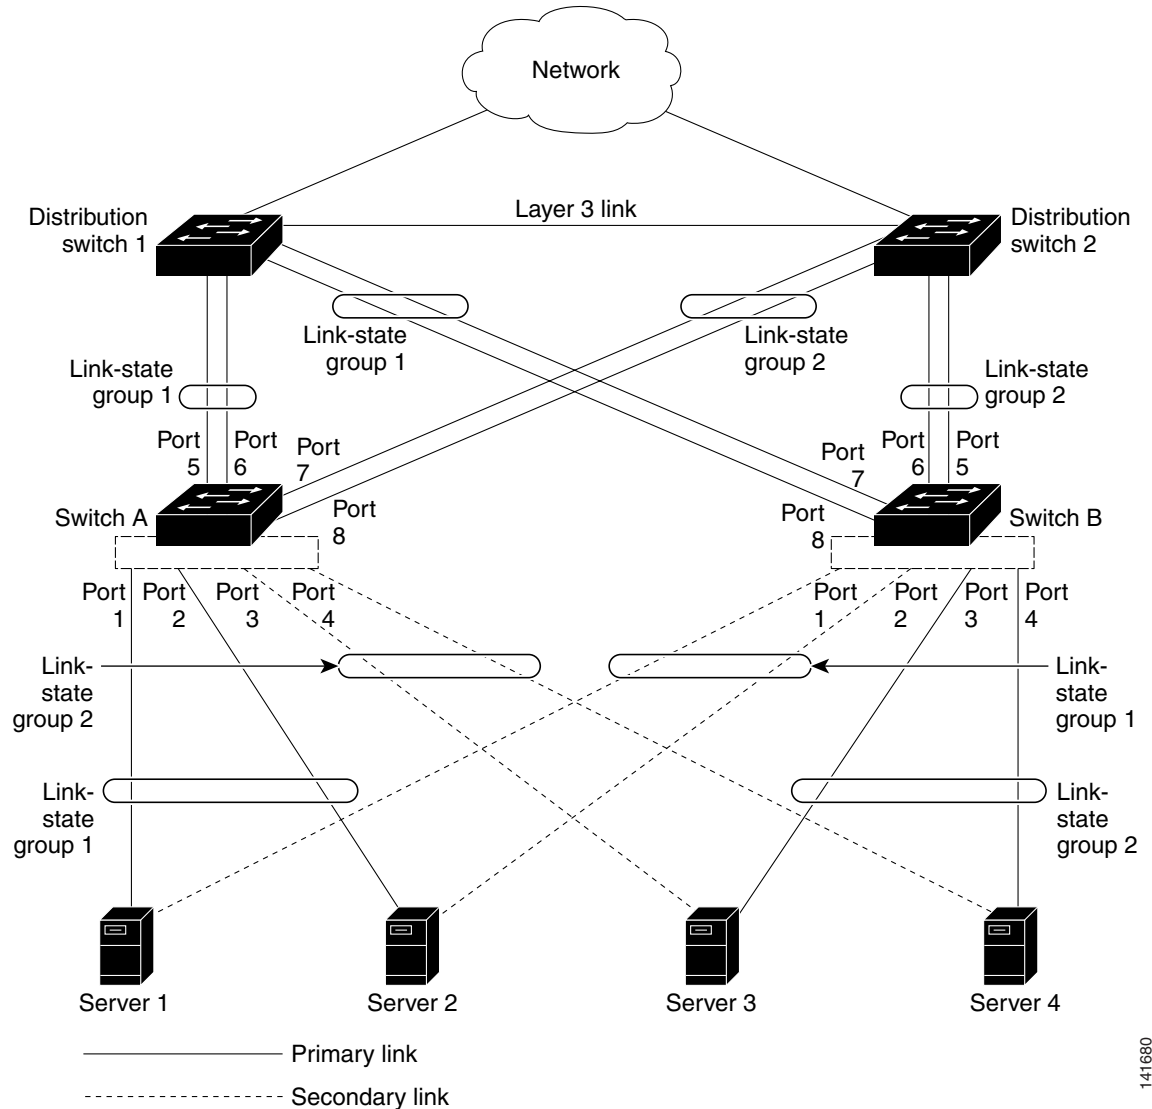 Network
Layer 3 link
Distribution
switch 1
Distribution
switch 2
Link-state
group 1
Link-state
group 2
Link-state
group 1
Link-state
group 2
Port
5
Port
6
Port
7
Port
8
Port
7
Port
6
Port
5
Port
8
Switch A
Switch B
Port
1
Port
2
Port
3
Port
4
Port
1
Port
2
Port
3
Port
4
Link-
state
group 2
Link-
state
group 1
Link-
state
group 1
Link-
state
group 2
Server 1
Server 2
Server 3
Server 4
Primary link
Secondary link
141680